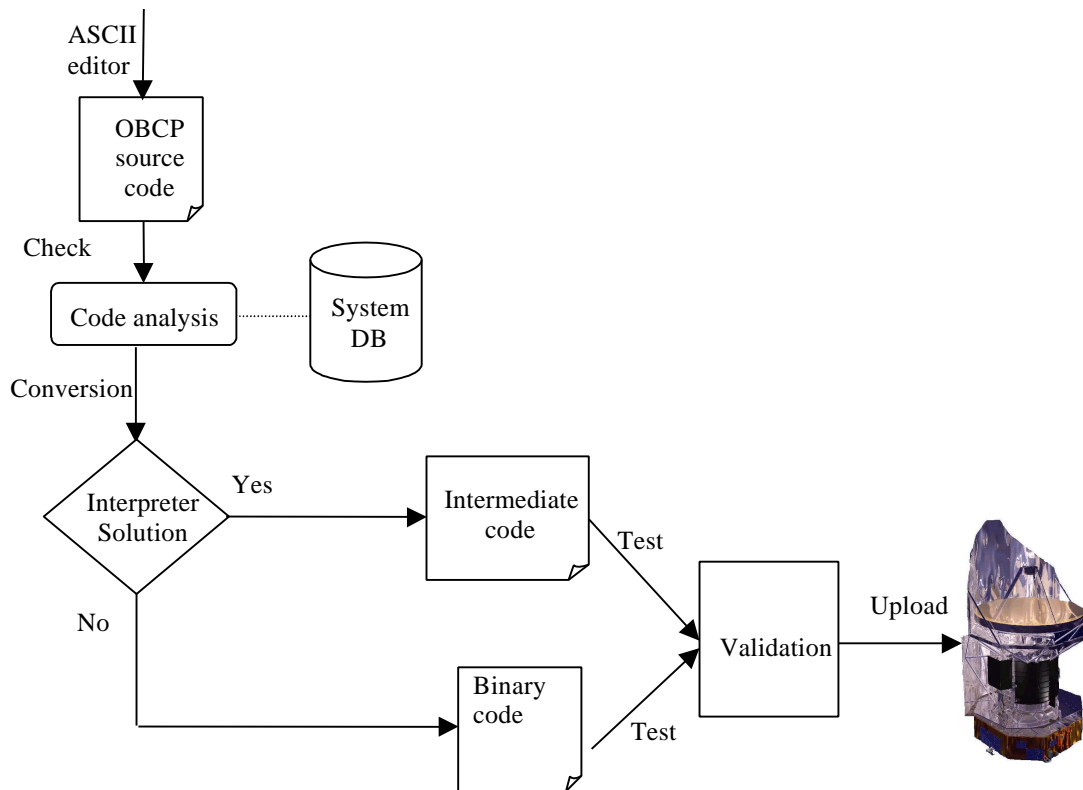 ASCII
editor
OBCP
source
code
Check
Code analysis
System
DB
Conversion
Interpreter
Solution
Yes
Intermediate
code
Test
No
Binary
code
Test
Validation
Upload